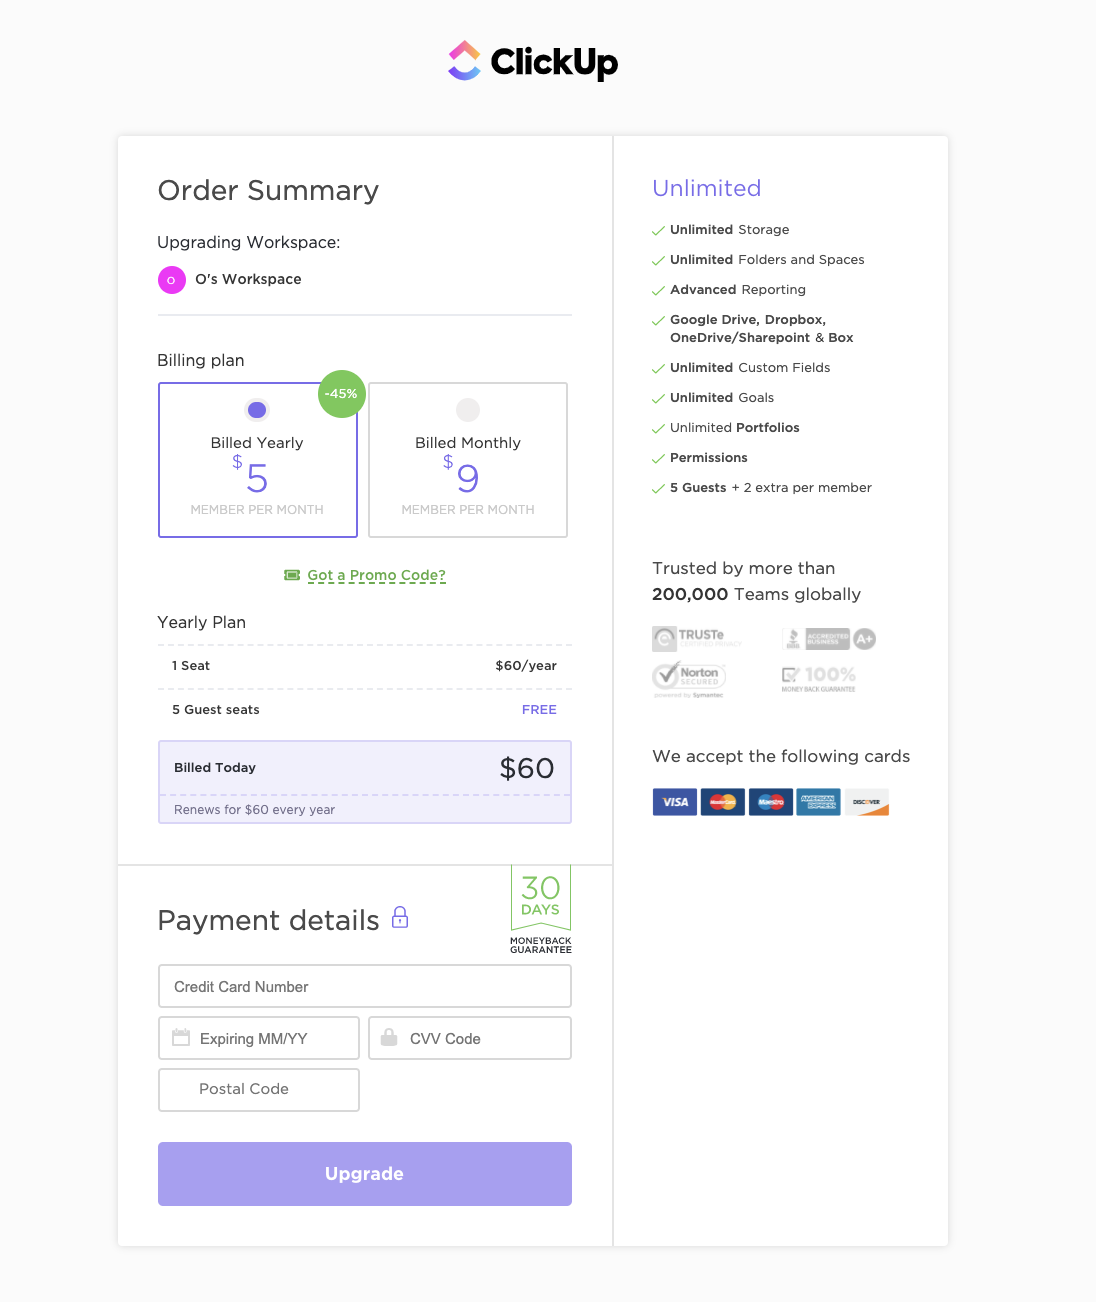 ClickUp
Order Summary
Upgrading Workspace:
O
O's Workspace
Billing plan
-45%
Billed Yearly
$5
MEMBER PER MONTH
Billed Monthly
$9
MEMBER PER MONTH
Got a Promo Code?
Yearly Plan
1 Seat $60/year
5 Guest seats FREE
Billed Today $60
Renews for $60 every year
Payment details
30
DAYS
MONEYBACK
GUARANTEE
Credit Card Number
Expiring MM/YY
CVV Code
Postal Code
Upgrade
Unlimited
Unlimited Storage
Unlimited Folders and Spaces
Advanced Reporting
Google Drive, Dropbox,
OneDrive/Sharepoint & Box
Unlimited Custom Fields
Unlimited Goals
Unlimited Portfolios
Permissions
5 Guests + 2 extra per member
Trusted by more than
200,000 Teams globally
TRUSTe
CERTIFIED PRIVACY
BBB
ACCREDITED
BUSINESS
A+
Norton
SECURED
powered by Symantec
100%
MONEY BACK GUARANTEE
We accept the following cards
VISA
MasterCard
Maestro
AMERICAN
EXPRESS
DISCOVER